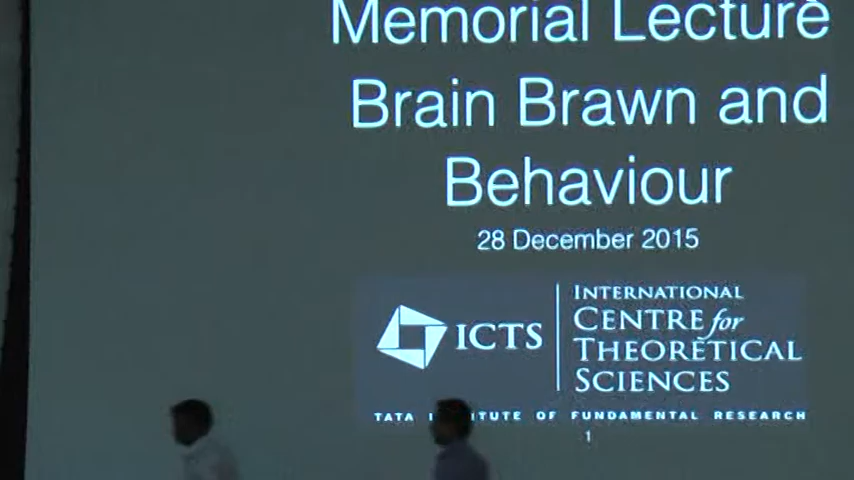 Memorial Lecture
Brain Brawn and
Behaviour
28 December 2015
ICTS
INTERNATIONAL
CENTRE for
THEORETICAL
SCIENCES
TATA INSTITUTE OF FUNDAMENTAL RESEARCH
1